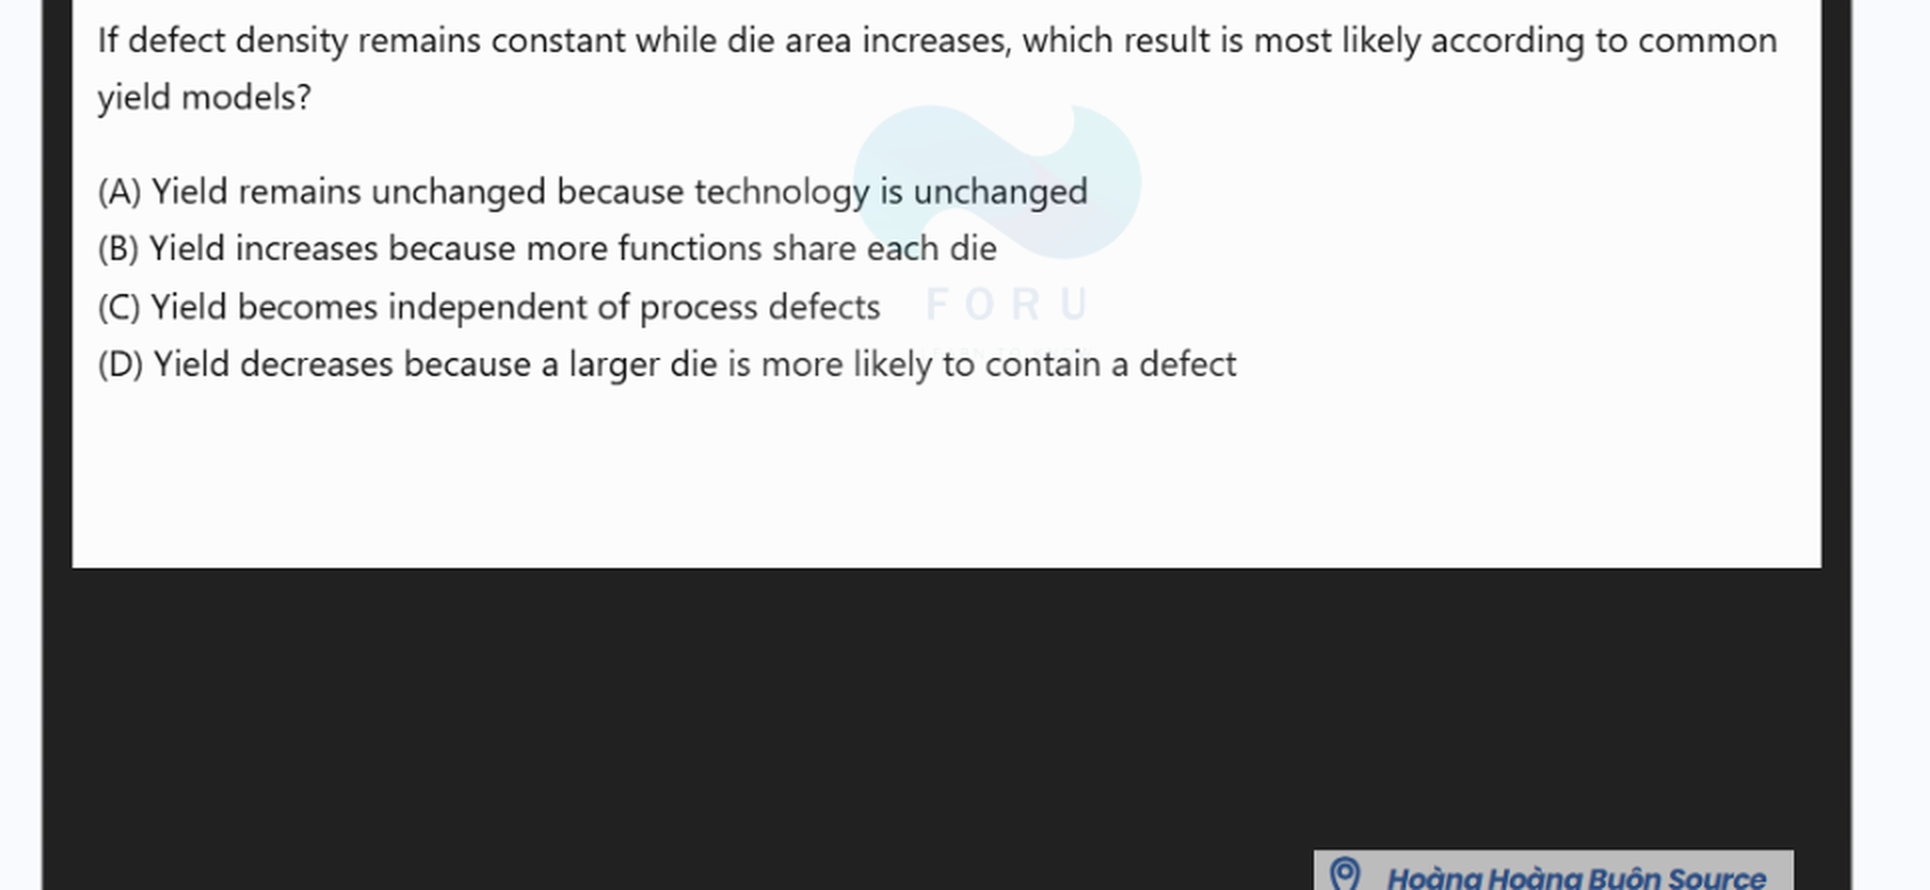 If defect density remains constant while die area increases, which result is most likely according to common
yield models?
(A) Yield remains unchanged because technology is unchanged
(B) Yield increases because more functions share each die
(C) Yield becomes independent of process defects
FORU
(D) Yield decreases because a larger die is more likely to contain a defect
Hoàng Hoàng Buôn Source